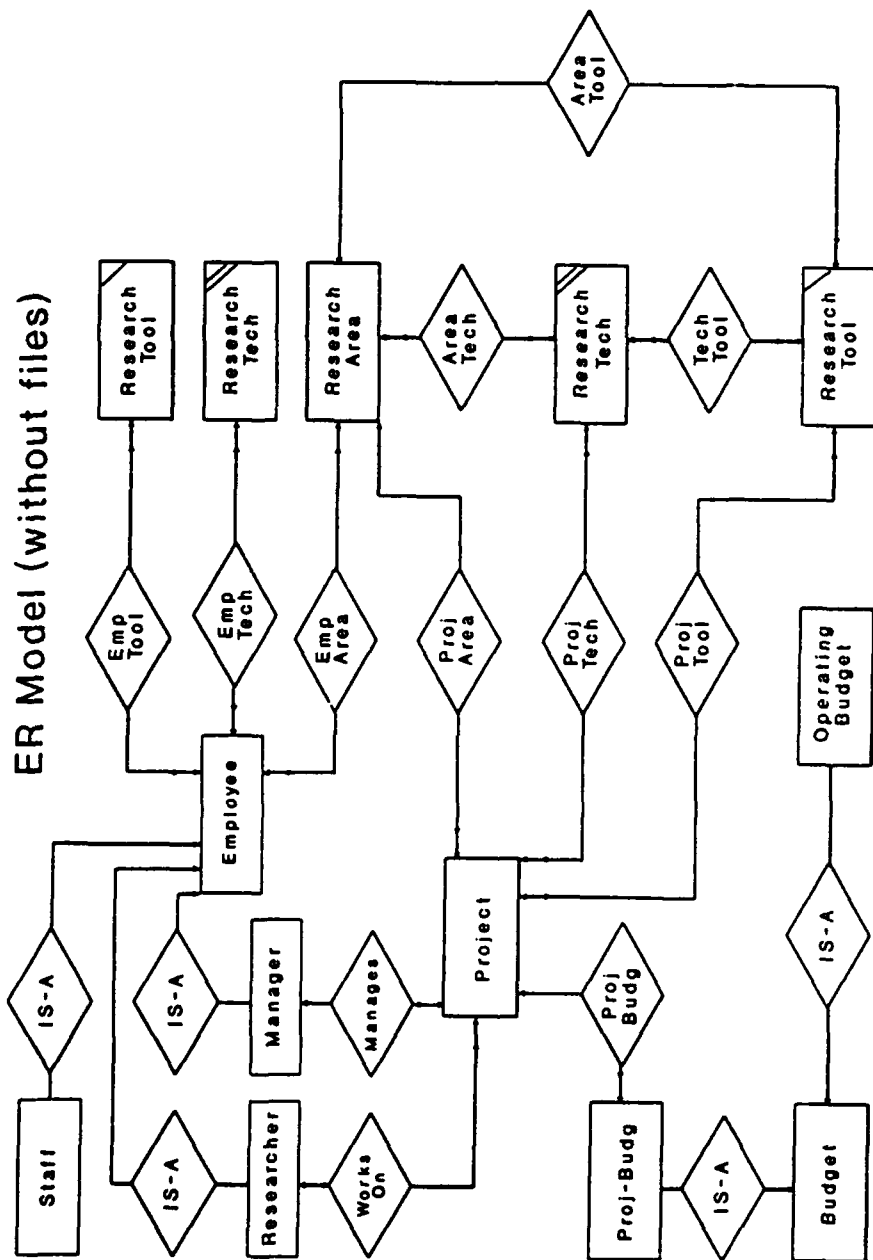 ER Model (without files)
Staff
IS-A
Emp
Tool
Research
Tool
IS-A
IS-A
Employee
Emp
Tech
Research
Tech
Researcher
Manager
Emp
Area
Research
Area
Works
On
Manages
Proj
Area
Area
Tech
Project
Proj
Tech
Research
Tech
Area
Tool
Proj-Budg
Proj
Budg
IS-A
Proj
Tool
Tech
Tool
Budget
IS-A
Operating
Budget
Research
Tool